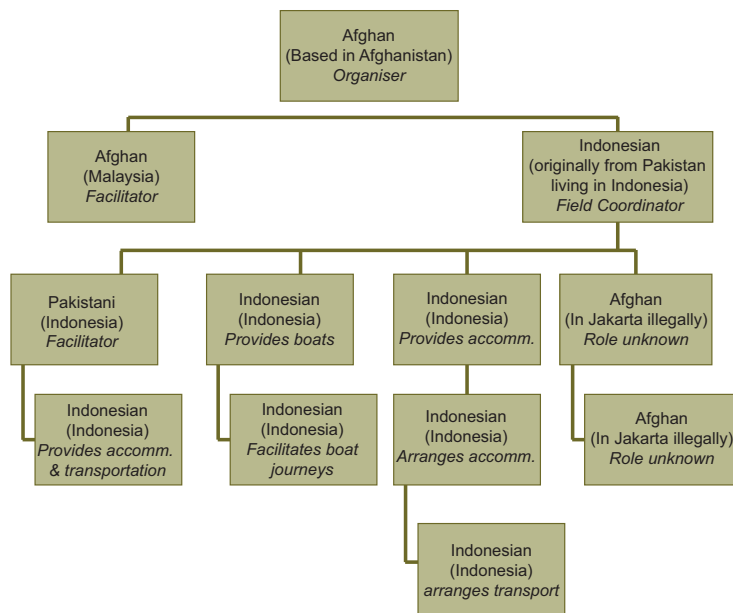 Afghan
(Based in Afghanistan)
Organiser
Afghan
(Malaysia)
Facilitator
Indonesian
(originally from Pakistan
living in Indonesia)
Field Coordinator
Pakistani
(Indonesia)
Facilitator
Indonesian
(Indonesia)
Provides boats
Indonesian
(Indonesia)
Provides accomm.
Afghan
(In Jakarta illegally)
Role unknown
Indonesian
(Indonesia)
Provides accomm.
& transportation
Indonesian
(Indonesia)
Facilitates boat
journeys
Indonesian
(Indonesia)
Arranges accomm.
Afghan
(In Jakarta illegally)
Role unknown
Indonesian
(Indonesia)
arranges transport